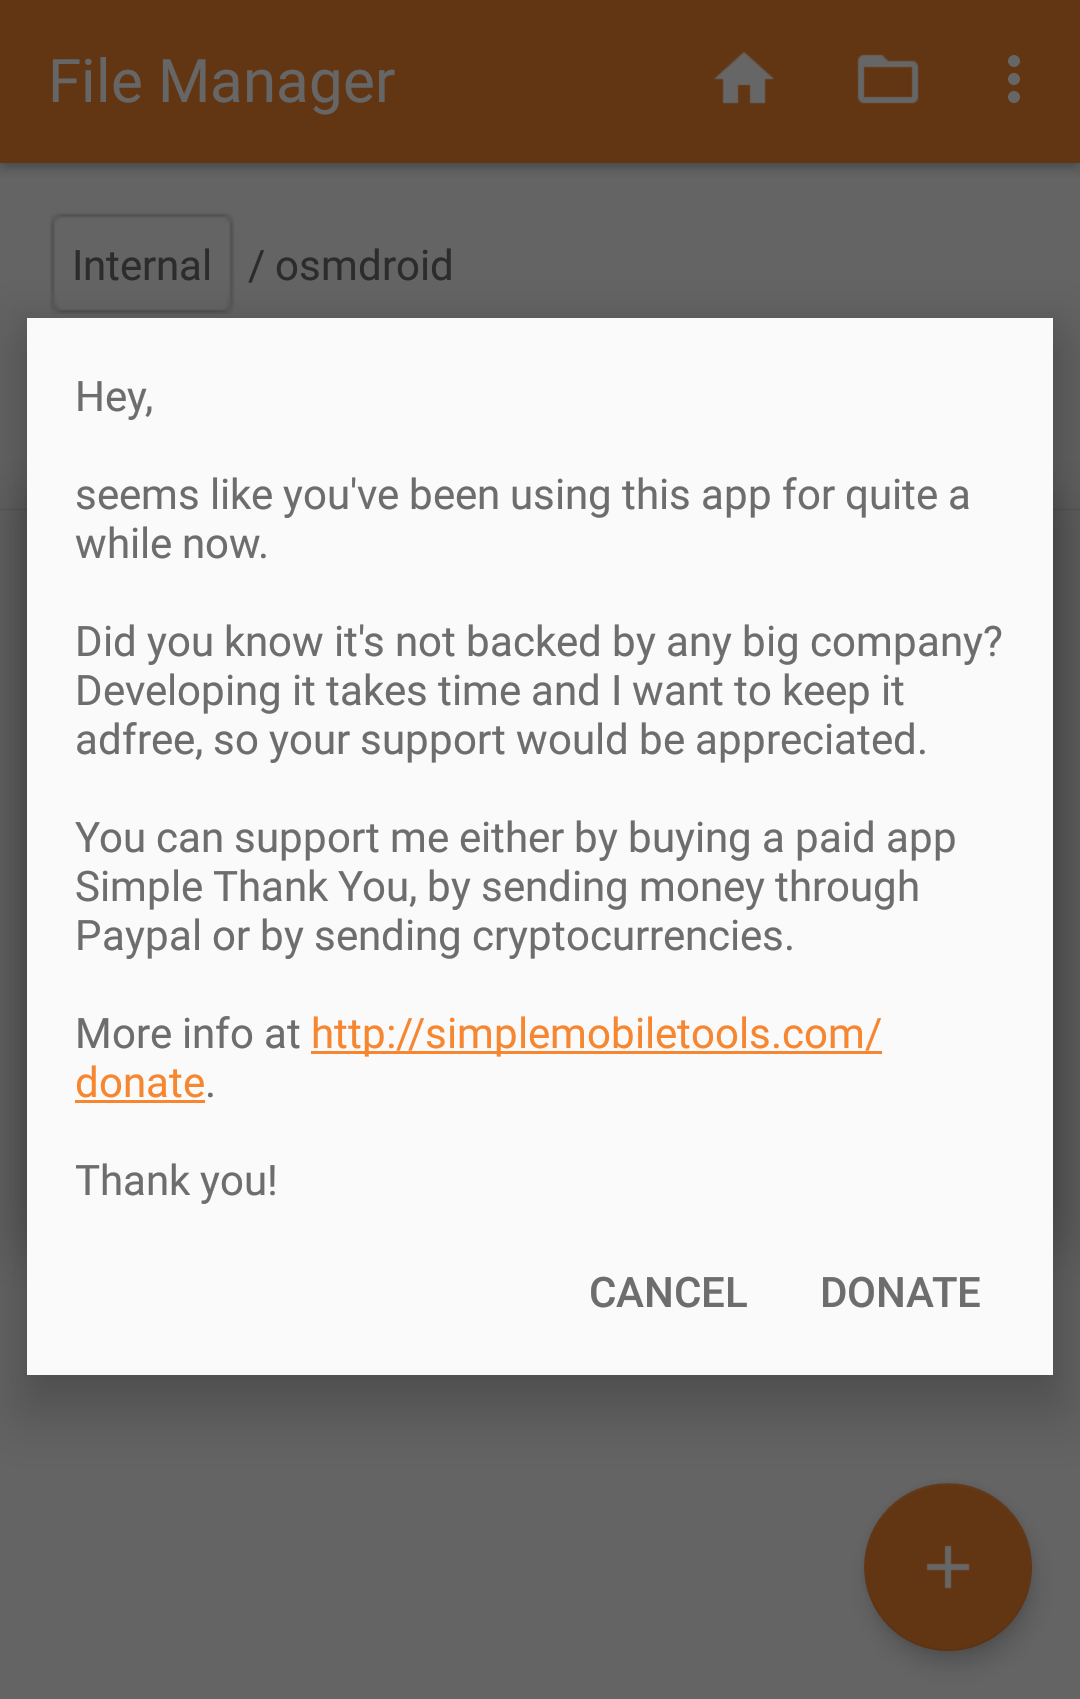 File Manager
Internal / osmdroid
Hey,
seems like you've been using this app for quite a
while now.
Did you know it's not backed by any big company?
Developing it takes time and I want to keep it
adfree, so your support would be appreciated.
You can support me either by buying a paid app
Simple Thank You, by sending money through
Paypal or by sending cryptocurrencies.
More info at http://simplemobiletools.com/
donate.
Thank you!
CANCEL DONATE